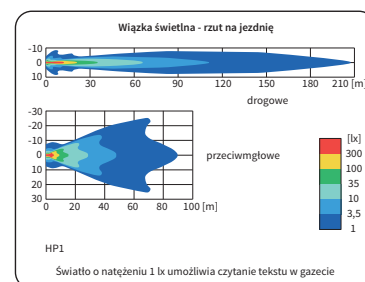 Wiązka świetlna - rzut na jezdnię
-10
0
10
0 30 60 90 120 150 180 210 [m]
drogowe
-30
-20
-10
0
10
20
30
0 20 40 60 80 100 [m]
przeciwmgłowe
[lx]
300
100
35
10
3,5
1
HP1
Światło o natężeniu 1 lx umożliwia czytanie tekstu w gazecie